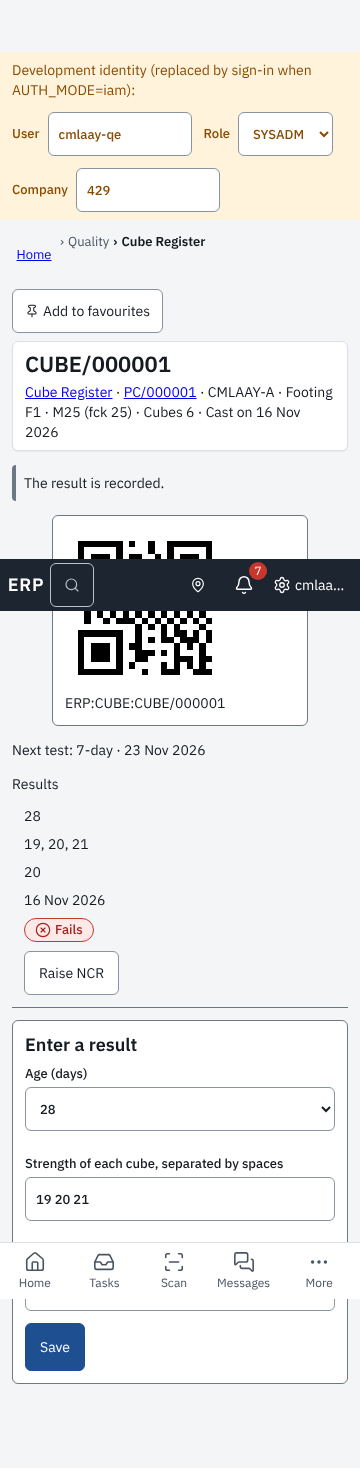 Development identity (replaced by sign-in when
AUTH_MODE=iam):
User cmlaay-qe Role SYSADM
Company 429
Home › Quality › Cube Register
Add to favourites
CUBE/000001
Cube Register · PC/000001 · CMLAAY-A · Footing
F1 · M25 (fck 25) · Cubes 6 · Cast on 16 Nov
2026
The result is recorded.
ERP 7 cmlaa...
ERP:CUBE:CUBE/000001
Next test: 7-day · 23 Nov 2026
Results
28
19, 20, 21
20
16 Nov 2026
Fails
Raise NCR
Enter a result
Age (days)
28
Strength of each cube, separated by spaces
19 20 21
Home Tasks Scan Messages More
Save